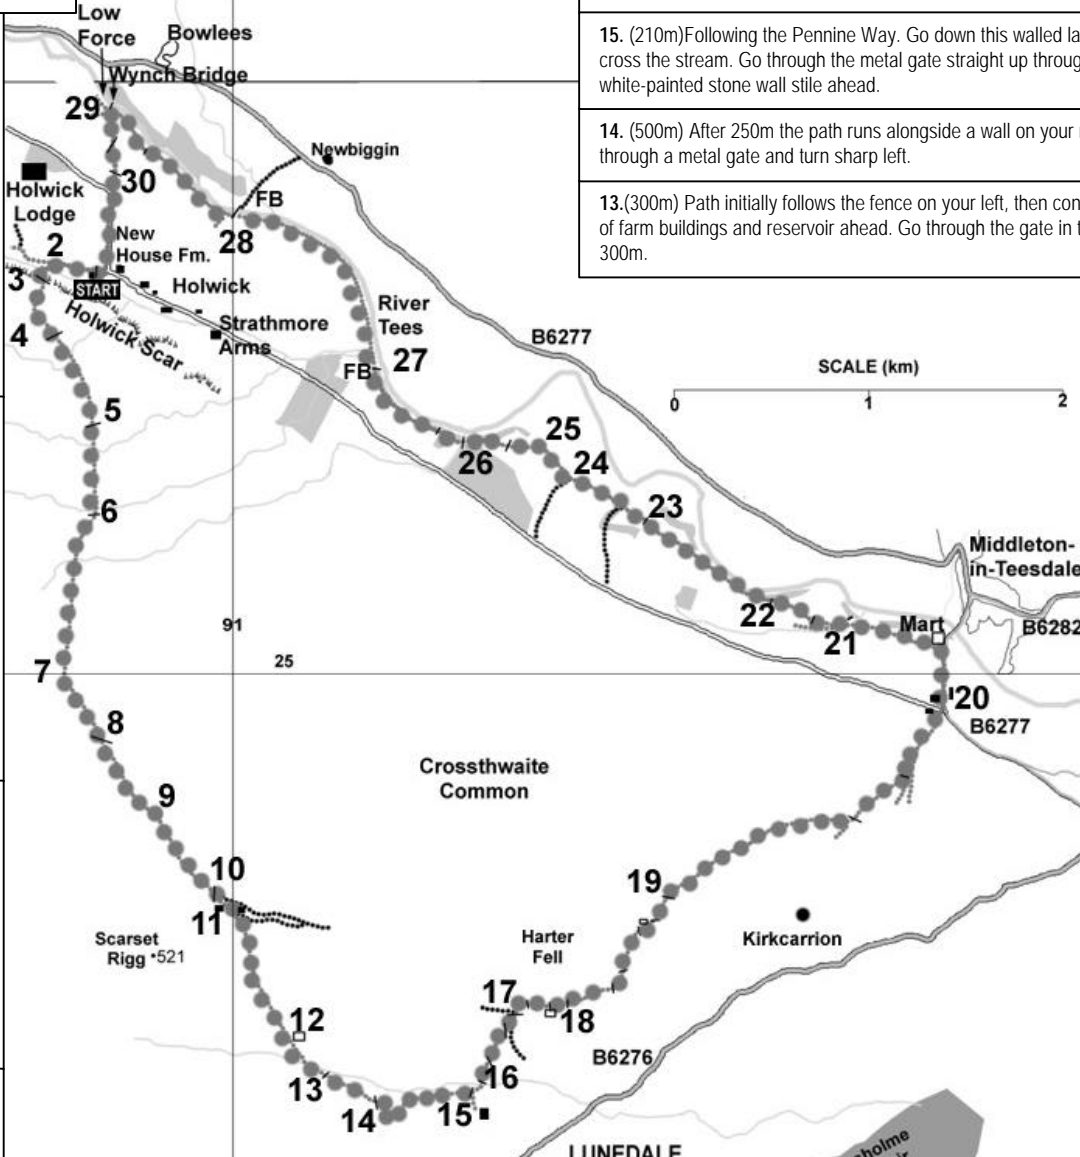 Low
Force
Bowlees
Wynch Bridge
15. (210m)Following the Pennine Way. Go down this walled la
cross the stream. Go through the metal gate straight up throug
white-painted stone wall stile ahead.
14. (500m) After 250m the path runs alongside a wall on your
through a metal gate and turn sharp left.
13.(300m) Path initially follows the fence on your left, then con
of farm buildings and reservoir ahead. Go through the gate in t
300m.
29
Newbiggin
30
Holwick
Lodge
FB
28
2
New
House Fm.
3
START
Holwick
Holwick Scar
Strathmore
Arms
4
River
Tees
27
FB
B6277
SCALE (km)
0 1 2
5
25
26
24
6
23
Middleton-
in-Teesdale
22
21
Mart
B6282
91
25
7
20
B6277
8
Crossthwaite
Common
9
10
11
19
Scarset
Rigg •521
Harter
Fell
Kirkcarrion
17
18
12
B6276
13
16
14
15
LUNEDALE
holme
ir